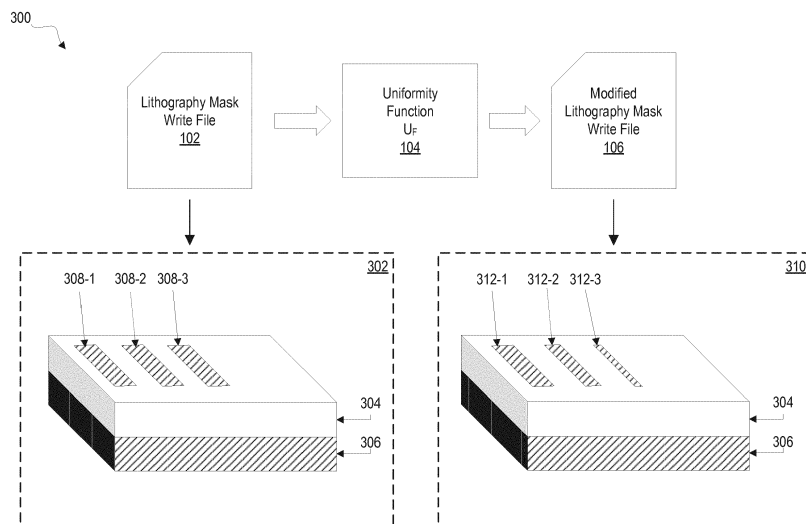 300
Lithography Mask
Write File
102
Uniformity
Function
UF
104
Modified
Lithography Mask
Write File
106
302
308-1 308-2 308-3
304
306
310
312-1 312-2 312-3
304
306